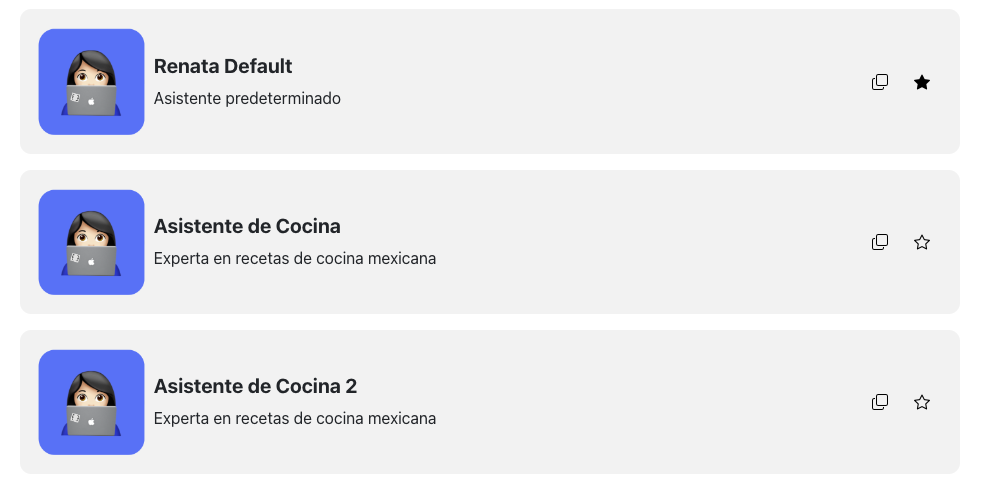 Renata Default
Asistente predeterminado
Asistente de Cocina
Experta en recetas de cocina mexicana
Asistente de Cocina 2
Experta en recetas de cocina mexicana